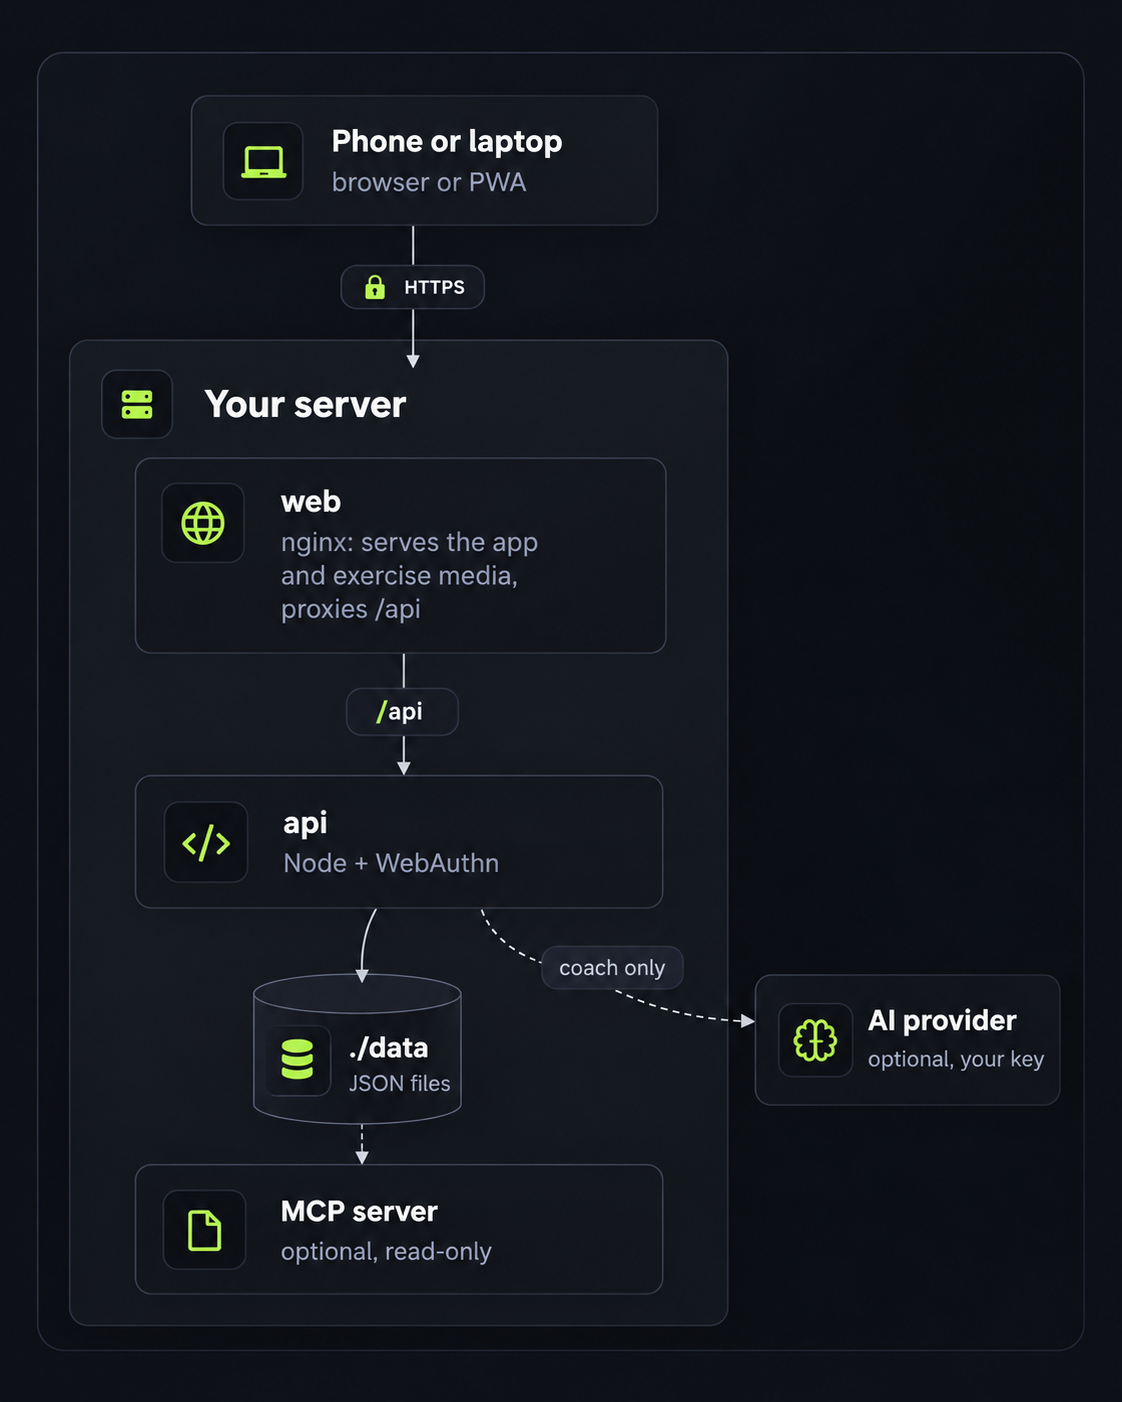 Phone or laptop
browser or PWA
HTTPS
Your server
web
nginx: serves the app
and exercise media,
proxies /api
/api
api
Node + WebAuthn
coach only
AI provider
optional, your key
./data
JSON files
MCP server
optional, read-only